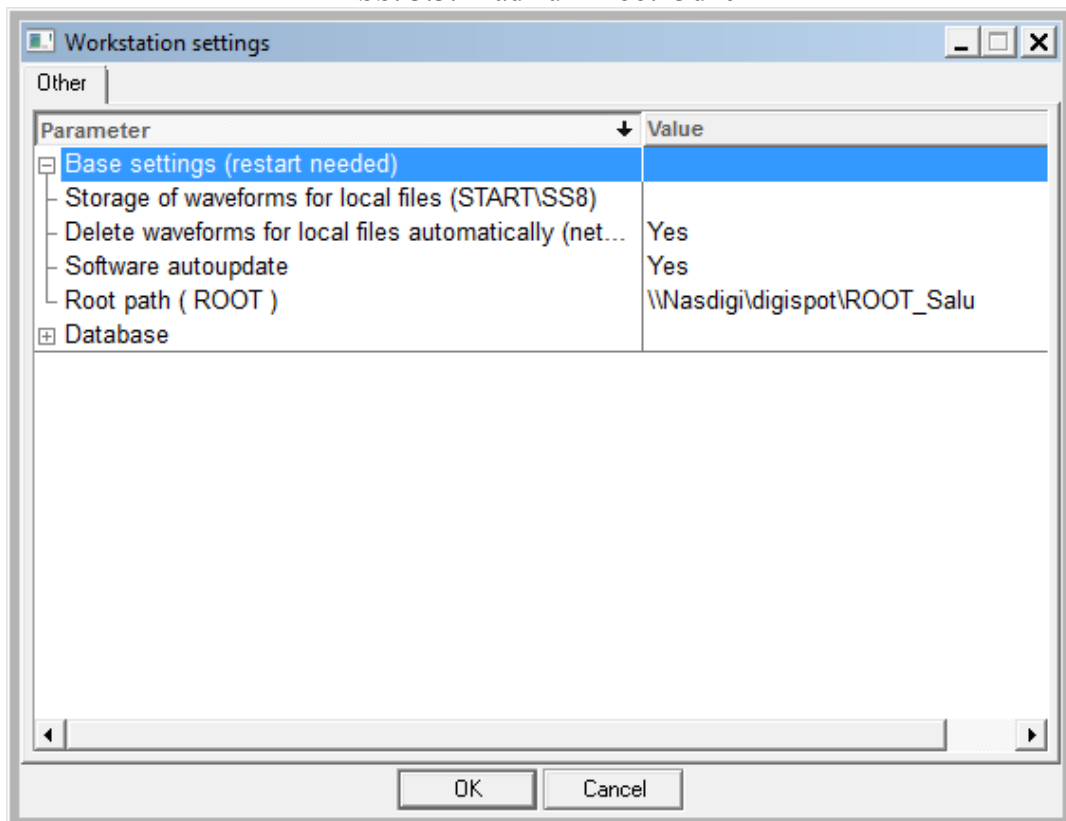 Workstation settings
Other
Parameter Value
Base settings (restart needed)
Storage of waveforms for local files (START\SS8)
Delete waveforms for local files automatically (net... Yes
Software autoupdate Yes
Root path ( ROOT ) \\Nasdigi\digispot\ROOT_Salu
Database
OK Cancel